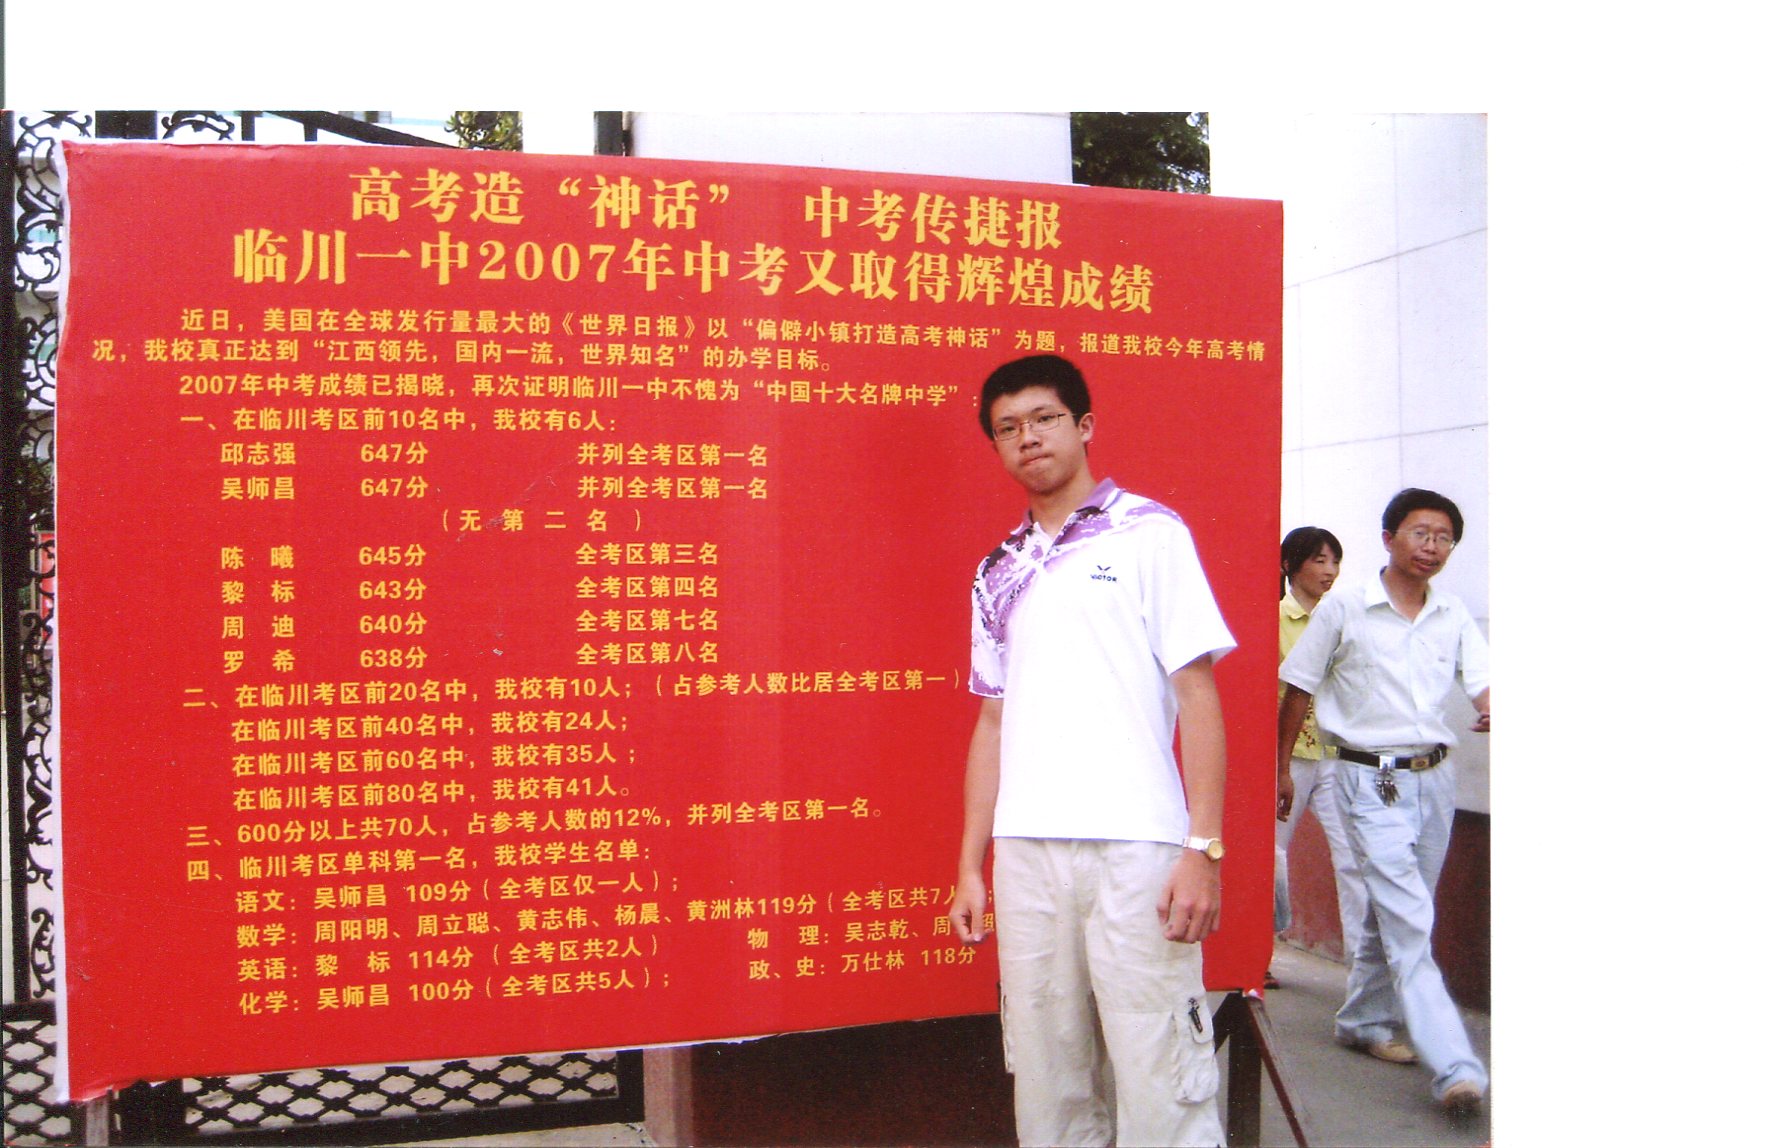 高考造“神话” 中考传捷报
临川一中2007年中考又取得辉煌成绩
近日，美国在全球发行量最大的《世界日报》以“偏僻小镇打造高考神话”为题，报道我校今年高考情
况，我校真正达到“江西领先，国内一流，世界知名”的办学目标。
2007年中考成绩已揭晓，再次证明临川一中不愧为“中国十大名牌中学”：
一、在临川考区前10名中，我校有6人：
邱志强 647分 并列全考区第一名
吴师昌 647分 并列全考区第一名
（无第二名）
陈 曦 645分 全考区第三名
黎 标 643分 全考区第四名
周 迪 640分 全考区第七名
罗 希 638分 全考区第八名
二、在临川考区前20名中，我校有10人；（占参考人数比居全考区第一）
在临川考区前40名中，我校有24人；
在临川考区前60名中，我校有35人；
在临川考区前80名中，我校有41人。
三、600分以上共70人，占参考人数的12%，并列全考区第一名。
四、临川考区单科第一名，我校学生名单：
语文：吴师昌 109分（全考区仅一人）；
数学：周阳明、周立聪、黄志伟、杨晨、黄洲林119分（全考区共7人）；
英语：黎 标 114分（全考区共2人） 物 理：吴志乾、周
化学：吴师昌 100分（全考区共5人）； 政、史：万仕林 118分
VICTOR